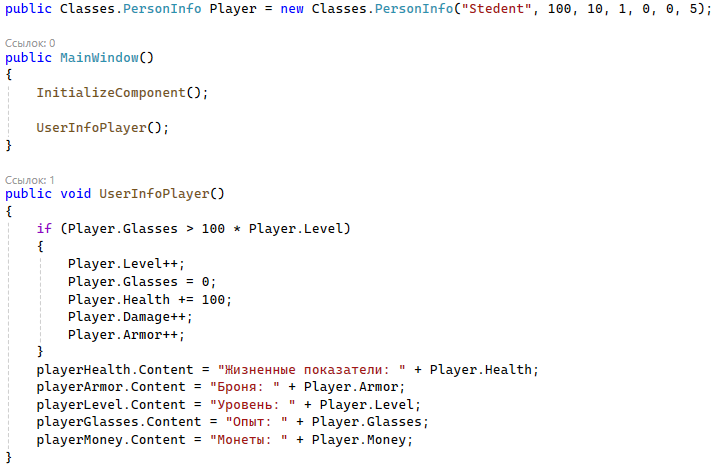 public Classes.PersonInfo Player = new Classes.PersonInfo("Stedent", 100, 10, 1, 0, 0, 5);
Ссылок: 0
public MainWindow()
{
    InitializeComponent();
    UserInfoPlayer();
}
Ссылок: 1
public void UserInfoPlayer()
{
    if (Player.Glasses > 100 * Player.Level)
    {
        Player.Level++;
        Player.Glasses = 0;
        Player.Health += 100;
        Player.Damage++;
        Player.Armor++;
    }
    playerHealth.Content = "Жизненные показатели: " + Player.Health;
    playerArmor.Content = "Броня: " + Player.Armor;
    playerLevel.Content = "Уровень: " + Player.Level;
    playerGlasses.Content = "Опыт: " + Player.Glasses;
    playerMoney.Content = "Монеты: " + Player.Money;
}